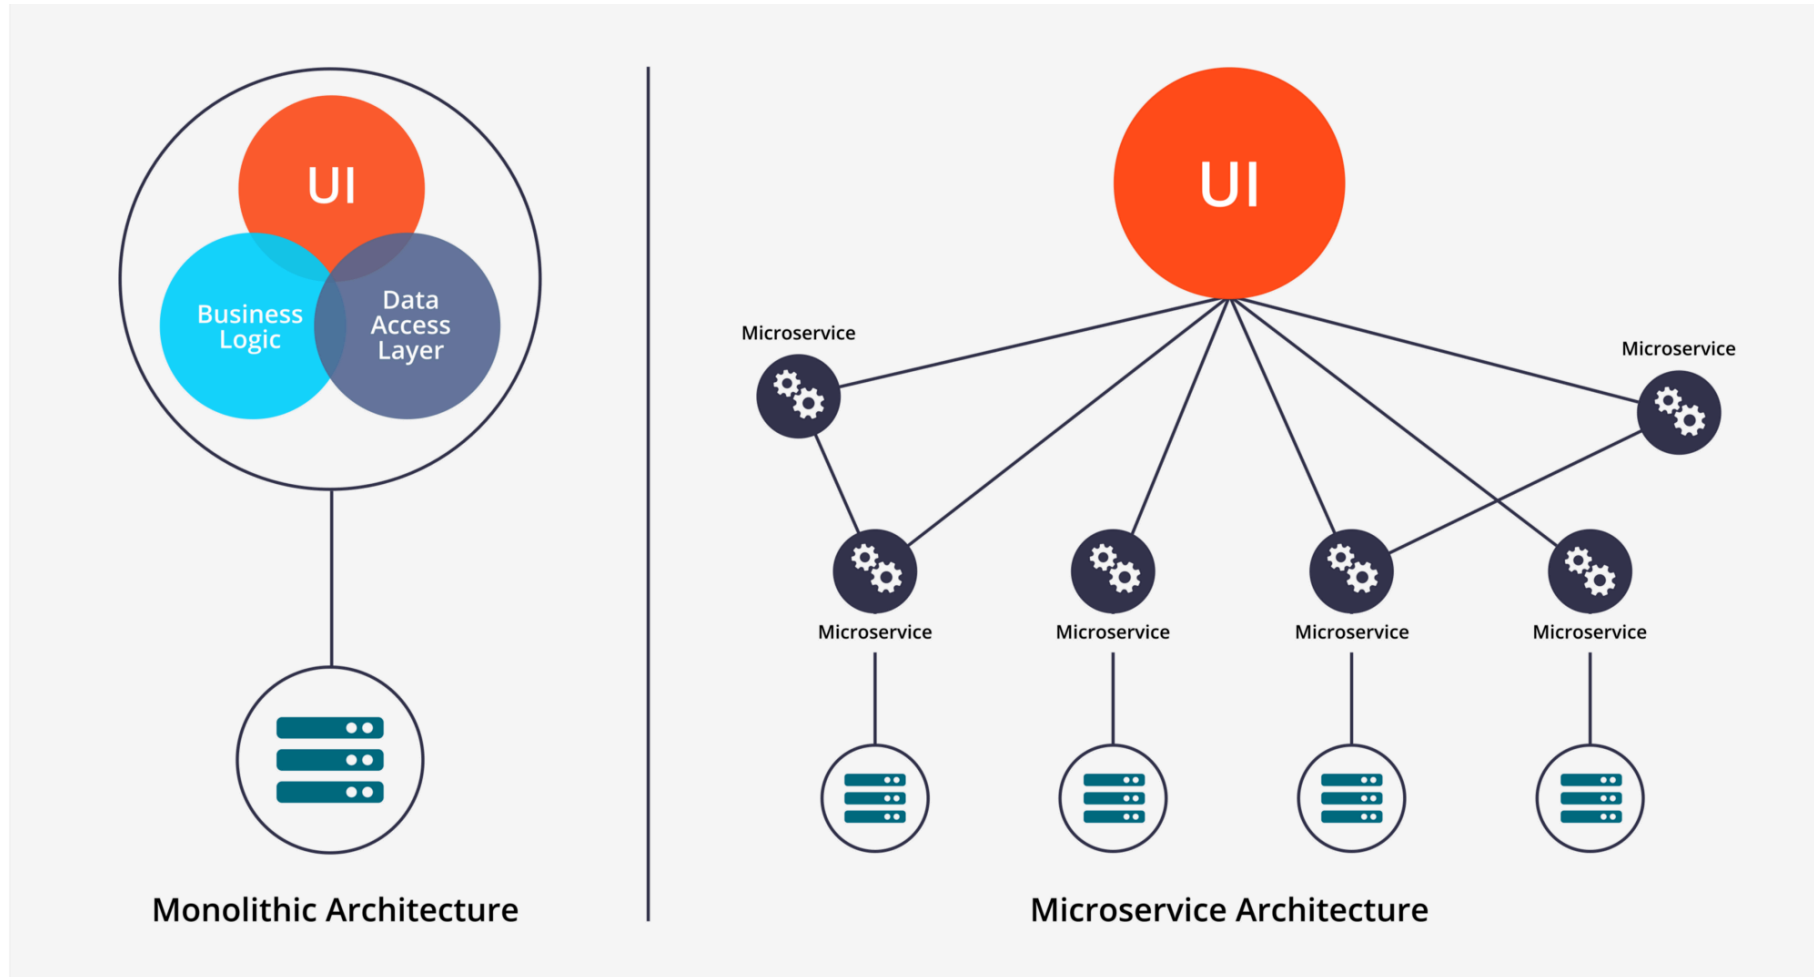 UI
Business
Logic
Data
Access
Layer
Monolithic Architecture
UI
Microservice
Microservice
Microservice
Microservice
Microservice
Microservice
Microservice Architecture